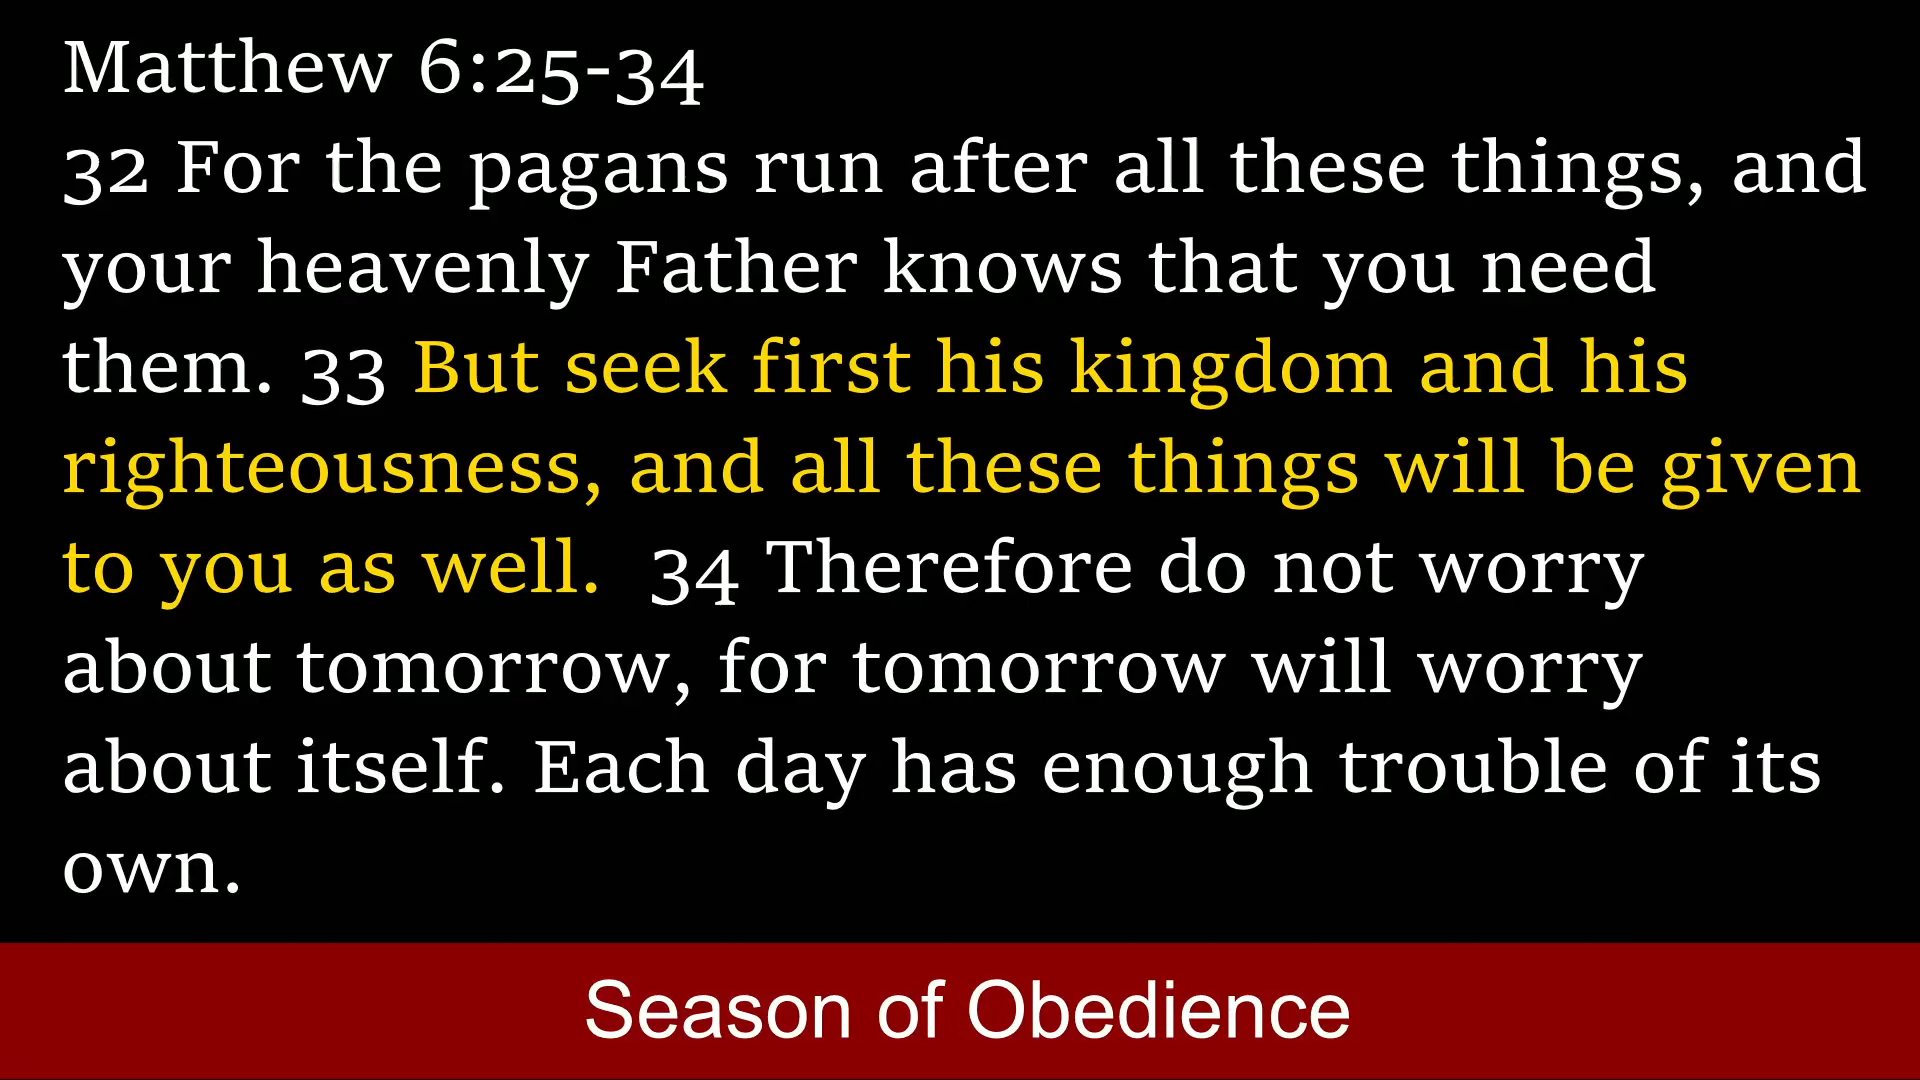 Matthew 6:25-34
32 For the pagans run after all these things, and
your heavenly Father knows that you need
them. 33 But seek first his kingdom and his
righteousness, and all these things will be given
to you as well.  34 Therefore do not worry
about tomorrow, for tomorrow will worry
about itself. Each day has enough trouble of its
own.
Season of Obedience